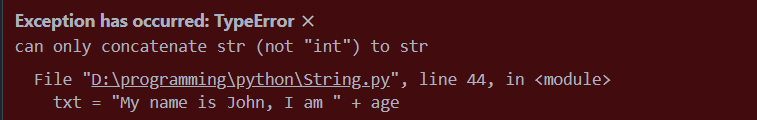 Exception has occurred: TypeError ×
can only concatenate str (not "int") to str
File "D:\programming\python\String.py", line 44, in <module>
txt = "My name is John, I am " + age